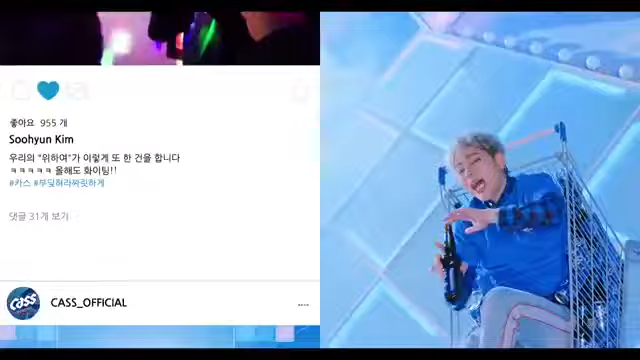 좋아요 955 개
Soohyun Kim
우리의 "위하여"가 이렇게 또 한 건을 합니다
ㅋㅋㅋㅋㅋ 올해도 화이팅!!
#카스 #부딪혀라짜릿하게
댓글 31개 보기
CASS
CASS_OFFICIAL